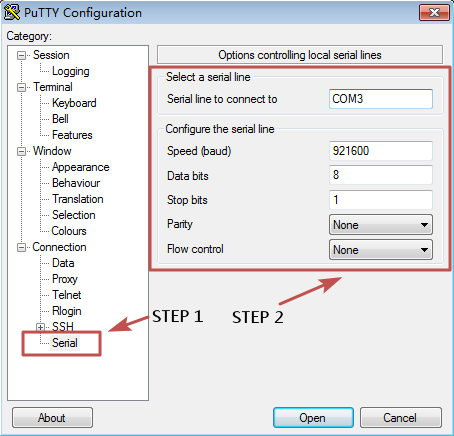 PuTTY Configuration
Category:
Session
Logging
Terminal
Keyboard
Bell
Features
Window
Appearance
Behaviour
Translation
Selection
Colours
Connection
Data
Proxy
Telnet
Rlogin
SSH
Serial
Options controlling local serial lines
Select a serial line
Serial line to connect to COM3
Configure the serial line
Speed (baud) 921600
Data bits 8
Stop bits 1
Parity None
Flow control None
STEP 1 STEP 2
About Open Cancel